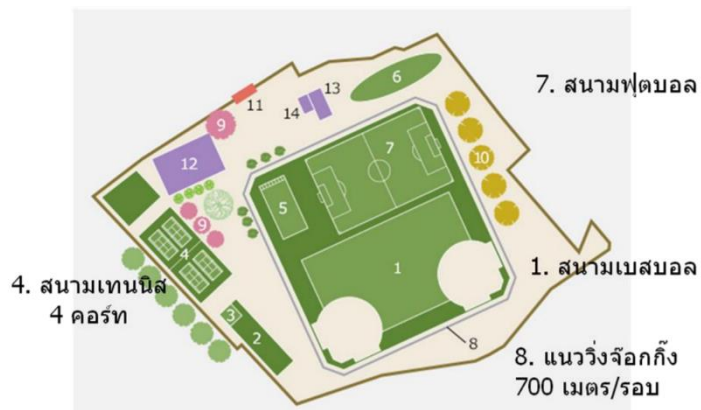 7. สนามฟุตบอล
1. สนามเบสบอล
4. สนามเทนนิส
4 คอร์ท
8. แนววิ่งจ๊อกกิ้ง
700 เมตร/รอบ
6
13
14
11
9
12
7
10
5
9
4
1
3
2
8